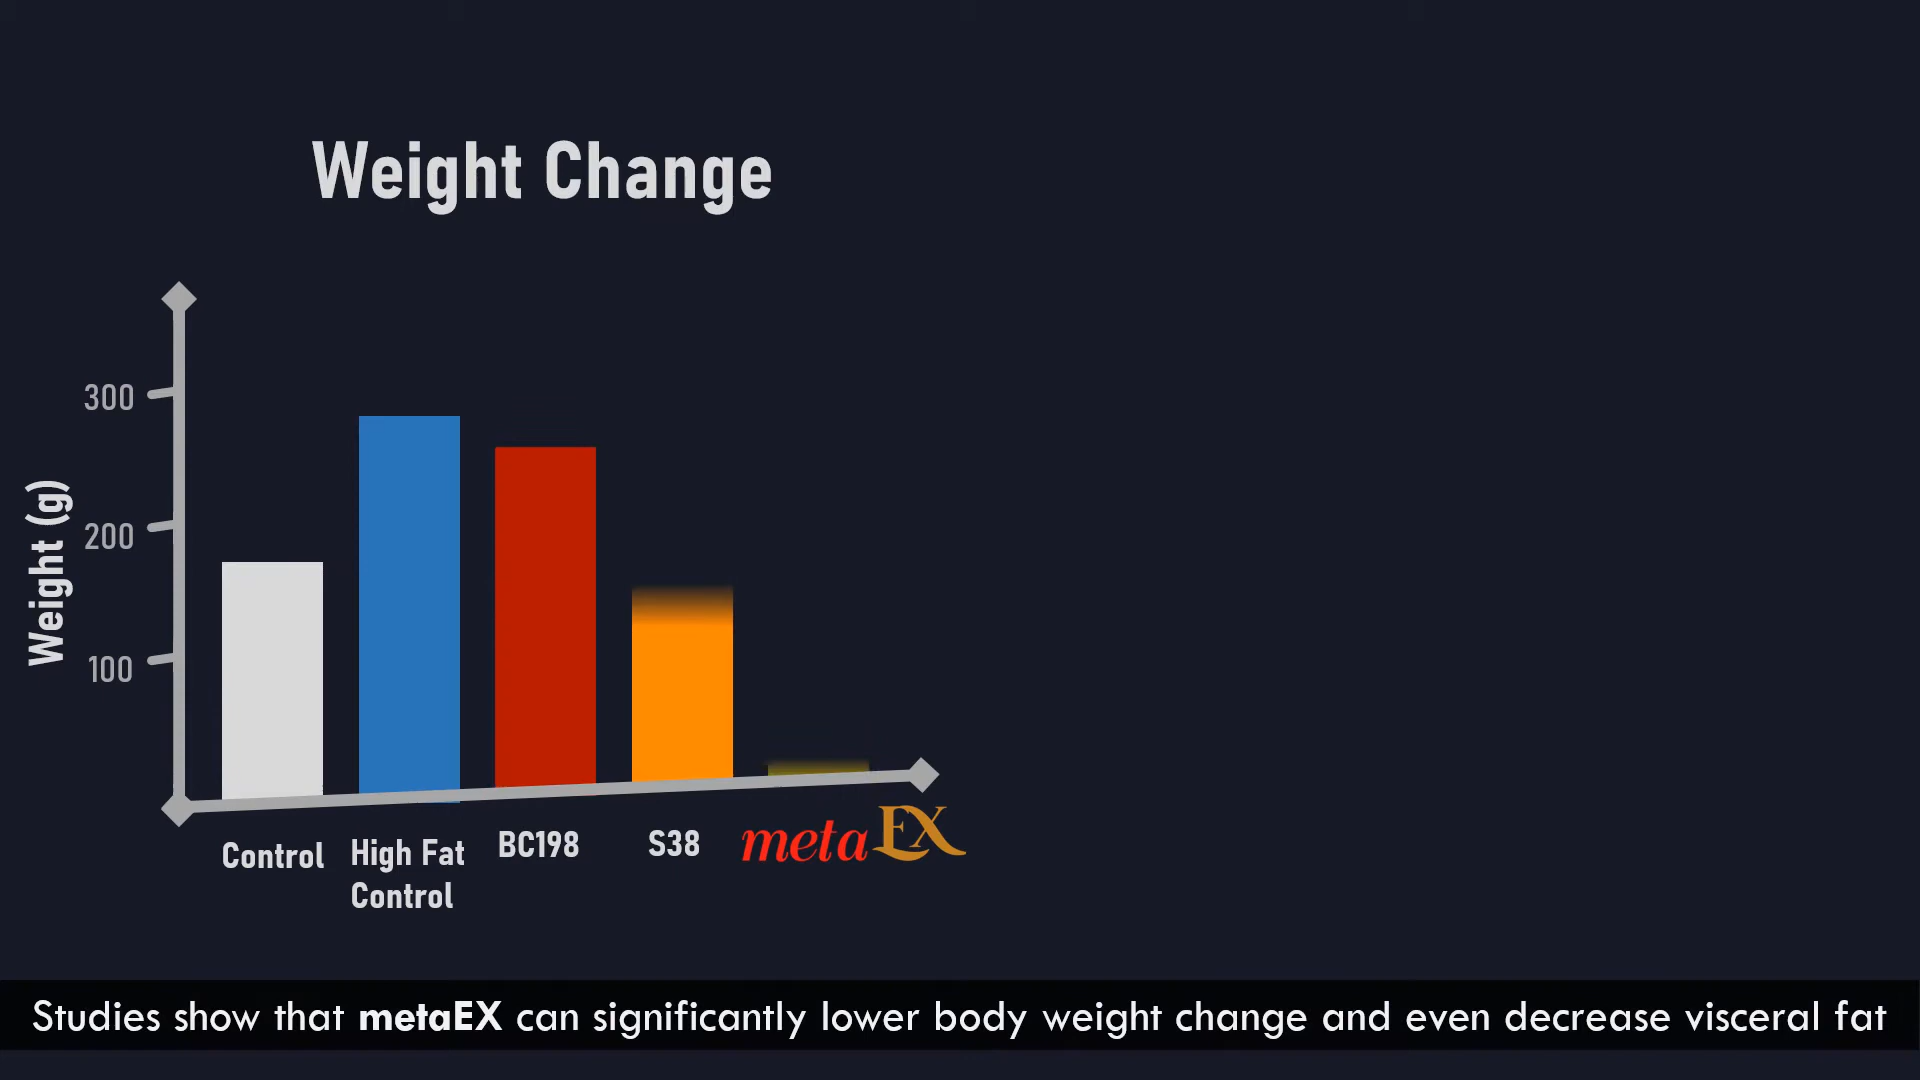 Weight Change
300
200
100
Weight (g)
Control
High Fat
Control
BC198
S38
metaEX
Studies show that metaEX can significantly lower body weight change and even decrease visceral fat